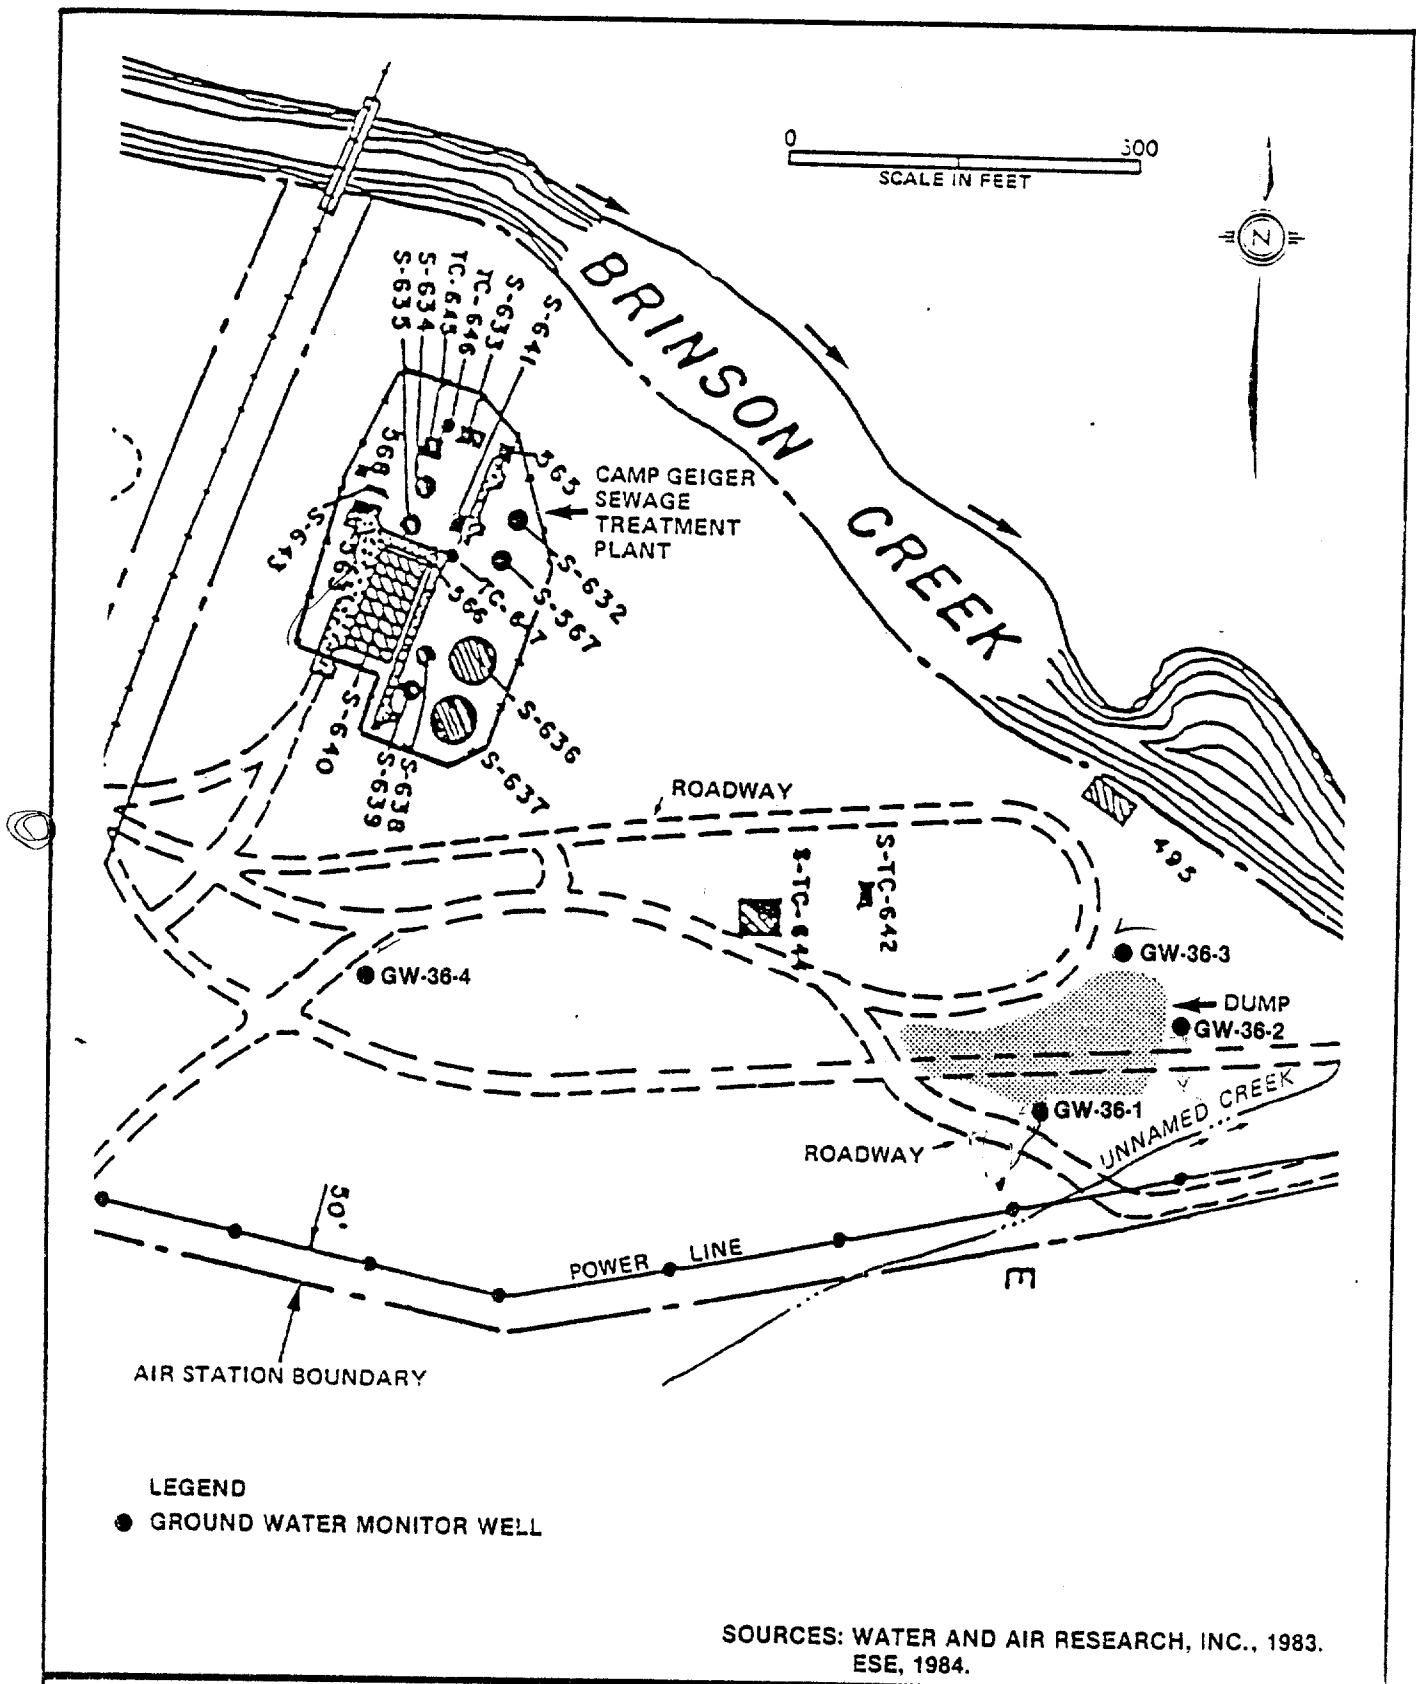 0 300
SCALE IN FEET
N
BRINSON CREEK
S-635
S-634
TC-645
TC-646
S-633
S-641
568
565
CAMP GEIGER
SEWAGE
TREATMENT
PLANT
S-643
563
566
TC-647
S-567
S-632
S-640
S-639
S-638
S-637
S-636
ROADWAY
495
S-TC-644
S-TC-642
GW-36-4
GW-36-3
DUMP
GW-36-2
GW-36-1
UNNAMED CREEK
ROADWAY
50'
POWER LINE
E
AIR STATION BOUNDARY
LEGEND
GROUND WATER MONITOR WELL
SOURCES: WATER AND AIR RESEARCH, INC., 1983.
ESE, 1984.